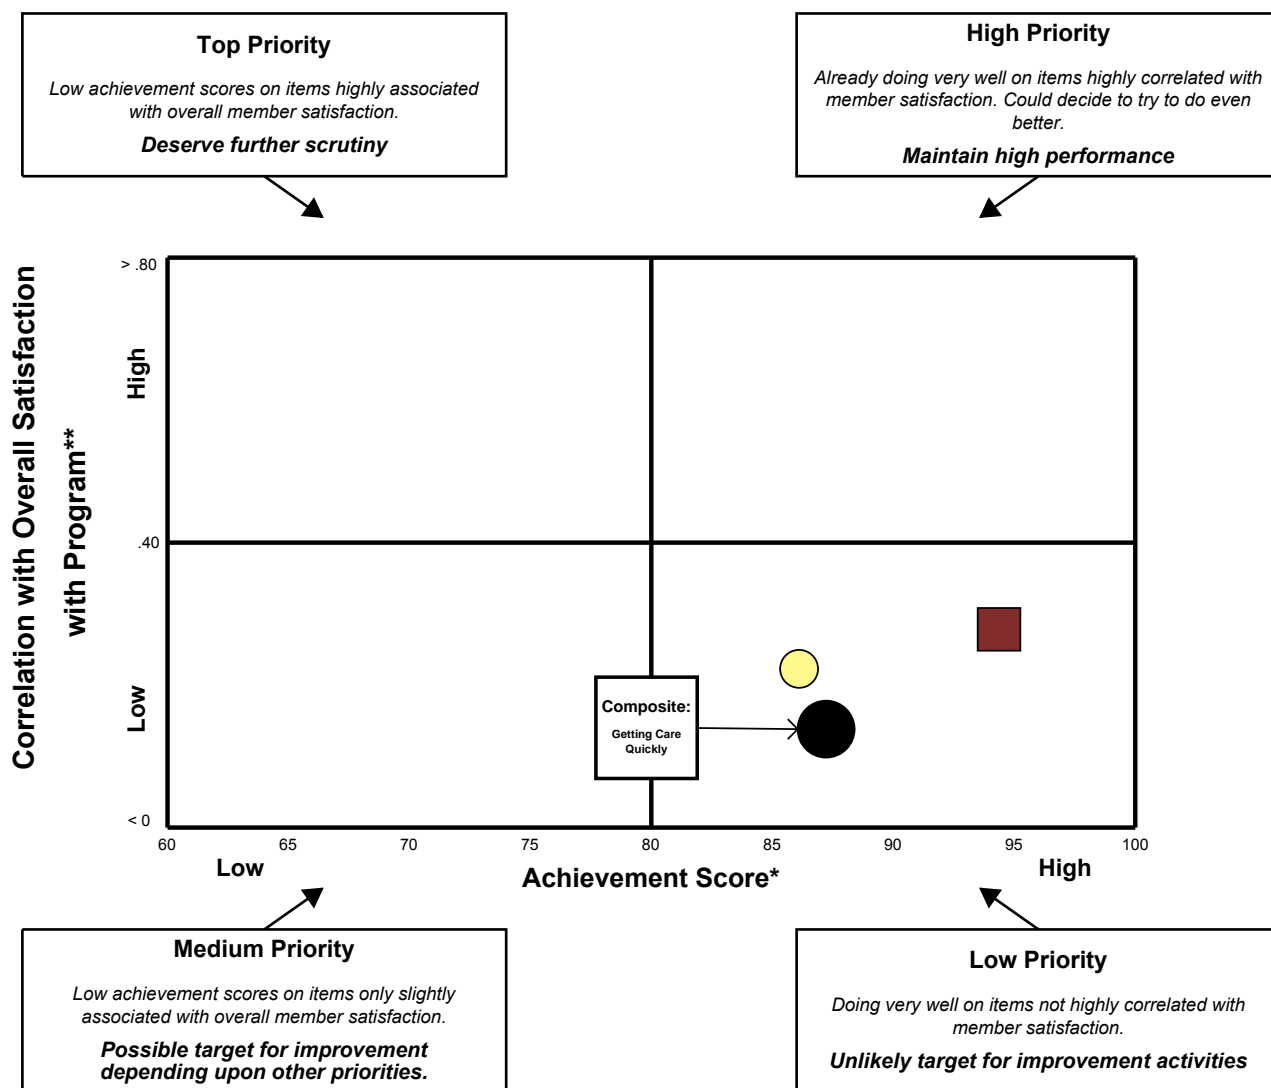 Top Priority
Low achievement scores on items highly associated
with overall member satisfaction.
Deserve further scrutiny
High Priority
Already doing very well on items highly correlated with
member satisfaction. Could decide to try to do even
better.
Maintain high performance
Correlation with Overall Satisfaction
with Program**
> .80
High
.40
Low
< 0
Composite:
Getting Care
Quickly
60 65 70 75 80 85 90 95 100
Low
Achievement Score*
High
Medium Priority
Low achievement scores on items only slightly
associated with overall member satisfaction.
Possible target for improvement
depending upon other priorities.
Low Priority
Doing very well on items not highly correlated with
member satisfaction.
Unlikely target for improvement activities